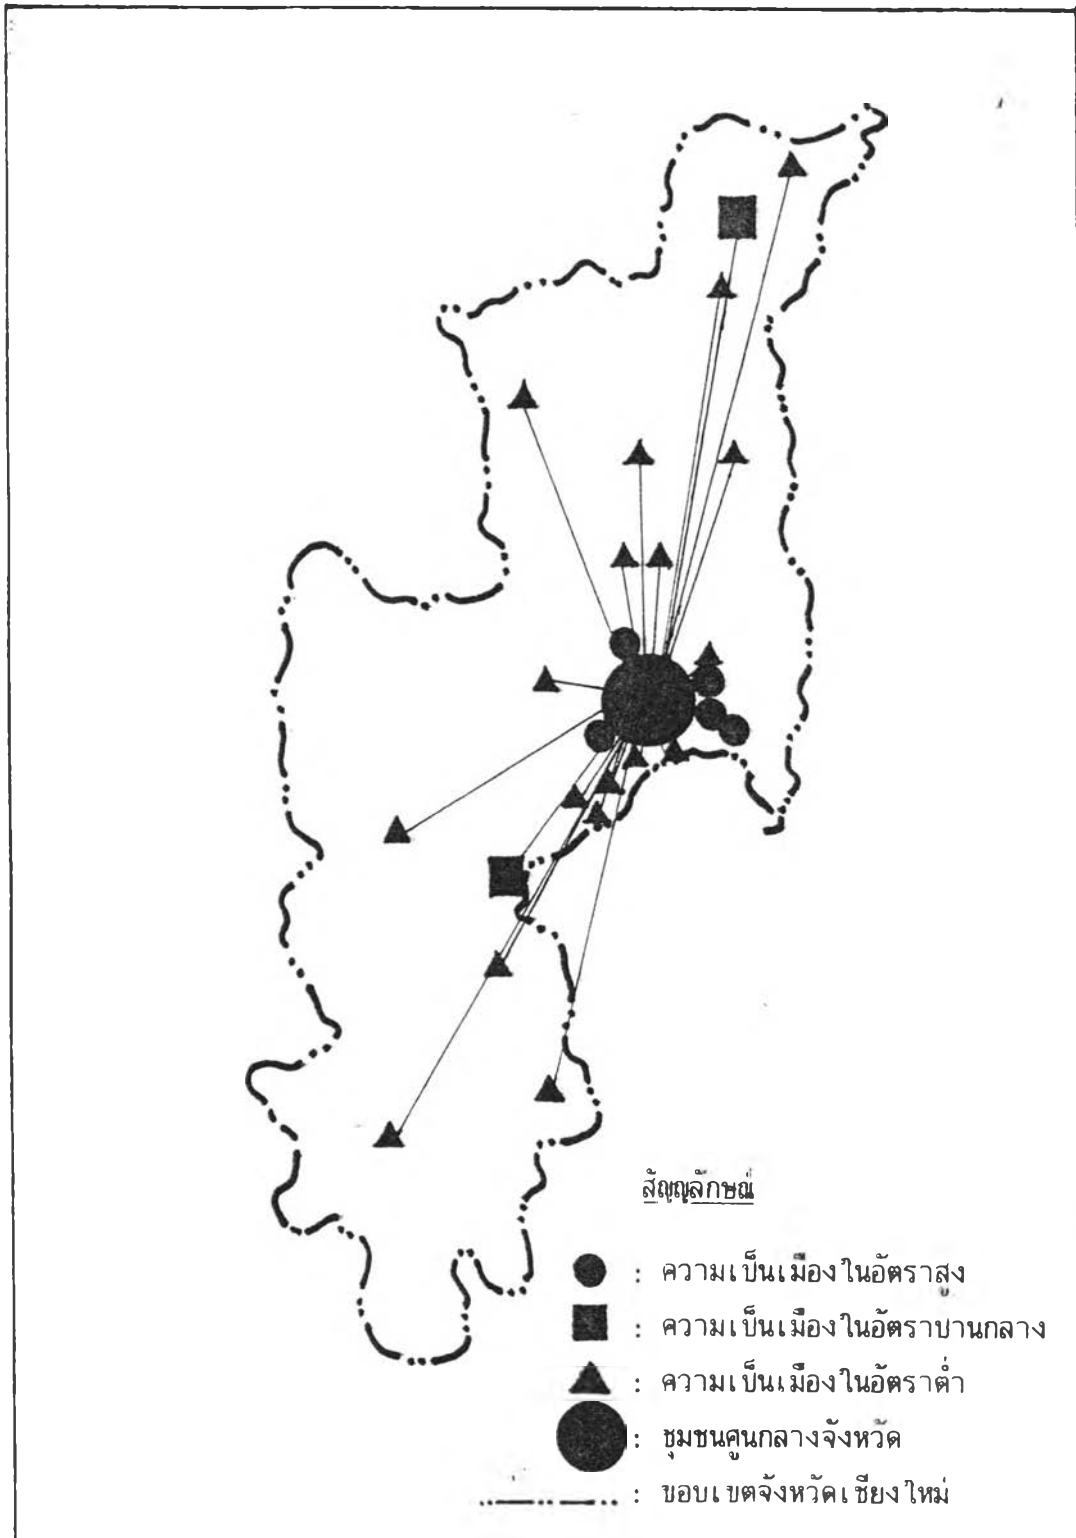 สัญญลักษณ์
: ความเป็นเมืองในอัตราสูง
: ความเป็นเมืองในอัตราปานกลาง
: ความเป็นเมืองในอัตราต่ำ
: ชุมชนศูนกลางจังหวัด
: ขอบเขตจังหวัดเชียงใหม่